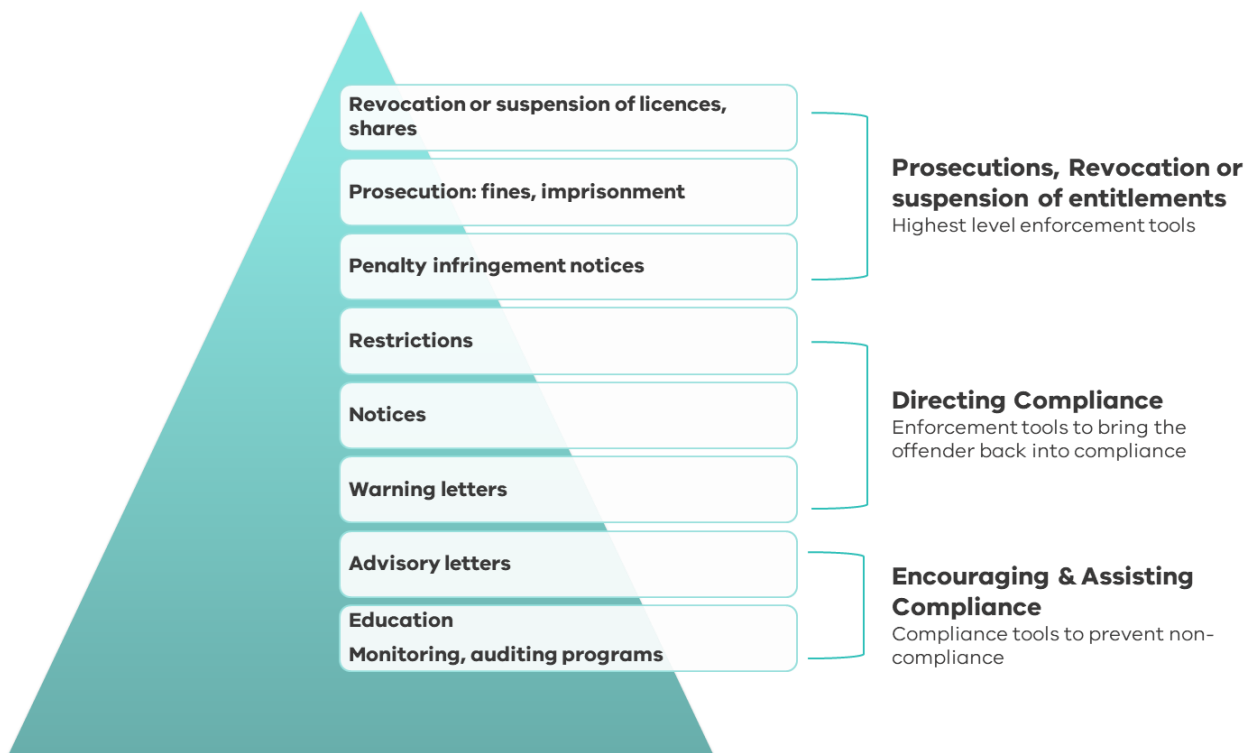 Revocation or suspension of licences,
shares
Prosecution: fines, imprisonment
Penalty infringement notices
Prosecutions, Revocation or
suspension of entitlements
Highest level enforcement tools
Restrictions
Notices
Warning letters
Directing Compliance
Enforcement tools to bring the
offender back into compliance
Advisory letters
Education
Monitoring, auditing programs
Encouraging & Assisting
Compliance
Compliance tools to prevent non-
compliance